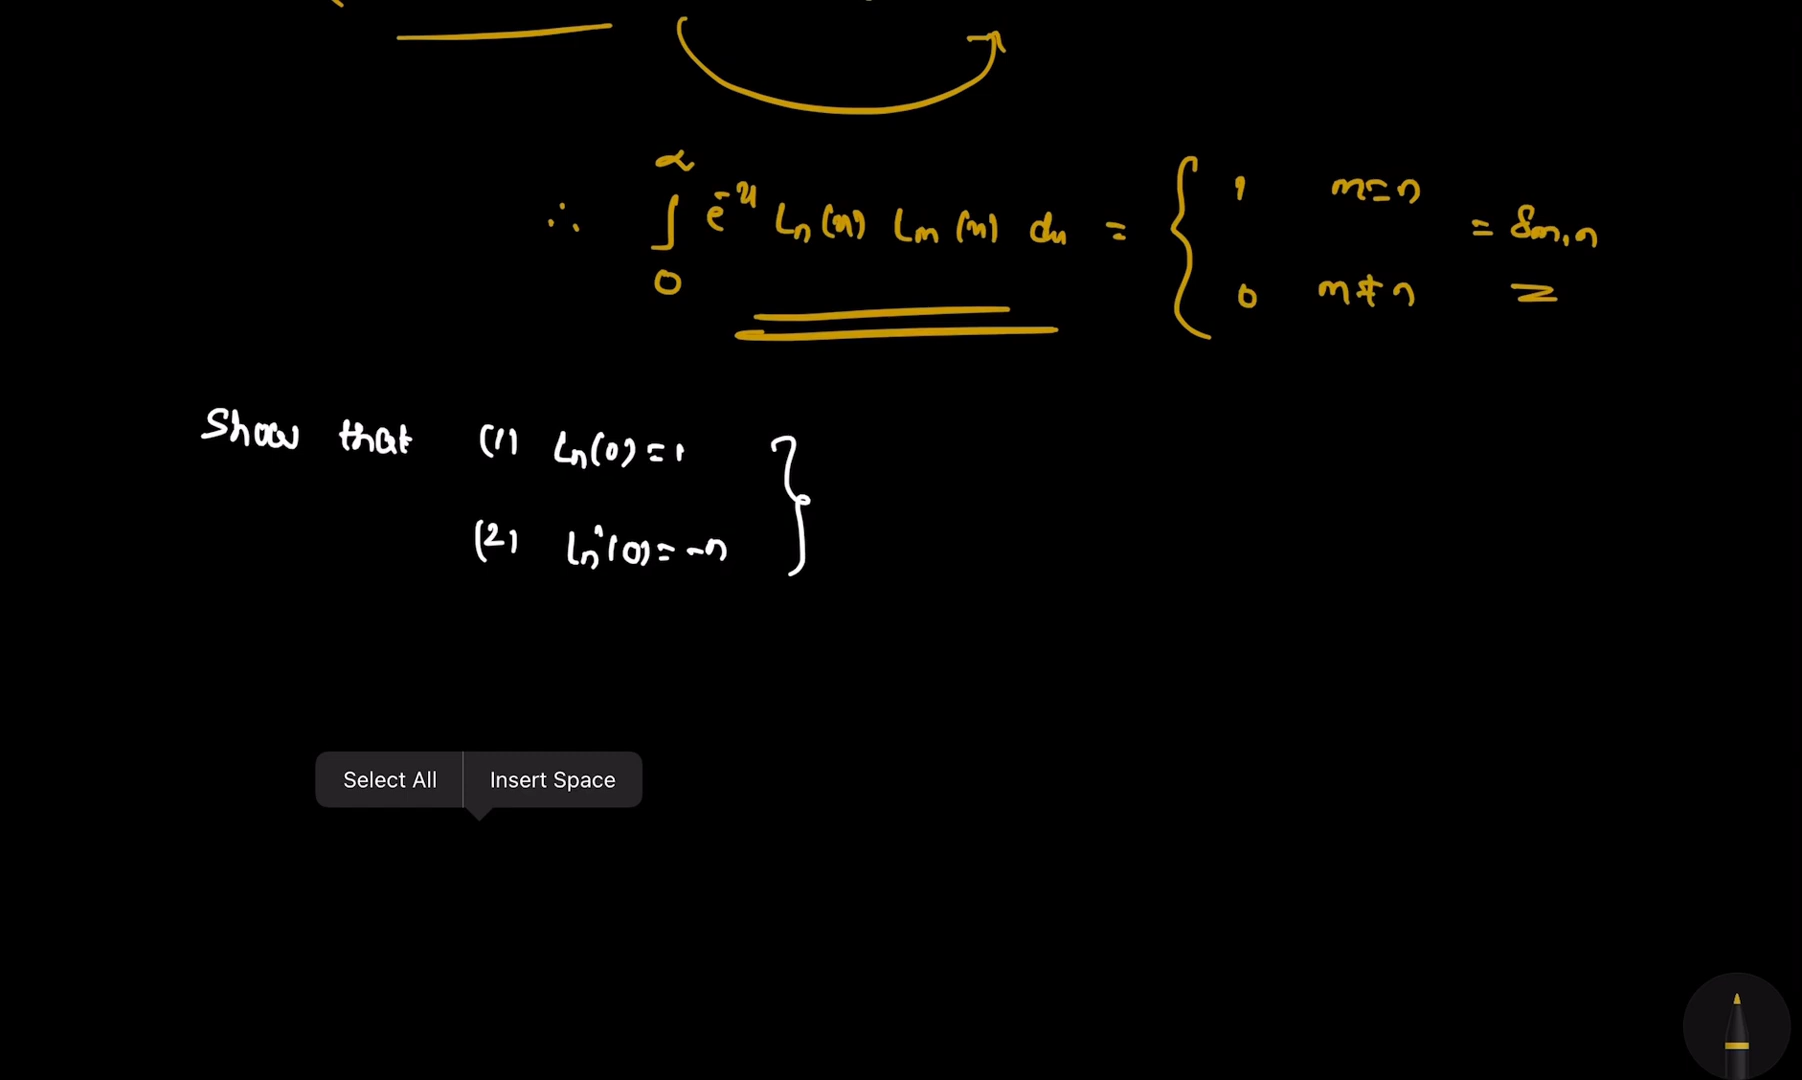 ∴ ∫₀^∝ e⁻ˣ Lₙ(x) Lₘ(x) dx = { 1 m=n = δₘ,ₙ
0 m≠n
Show that (1) Lₙ(0)=1
(2) Lₙ'(0)=-n
Select All Insert Space